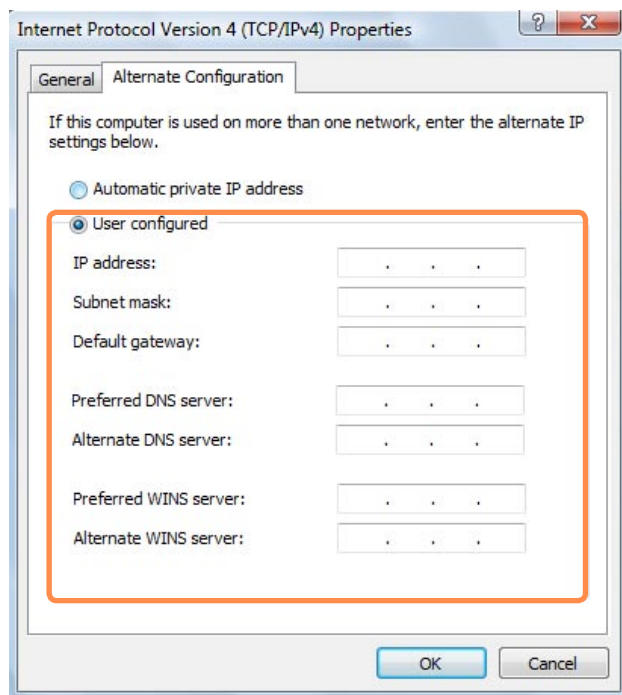 Internet Protocol Version 4 (TCP/IPv4) Properties
General
Alternate Configuration
If this computer is used on more than one network, enter the alternate IP
settings below.
Automatic private IP address
User configured
IP address: . . .
Subnet mask: . . .
Default gateway: . . .
Preferred DNS server: . . .
Alternate DNS server: . . .
Preferred WINS server: . . .
Alternate WINS server: . . .
OK
Cancel